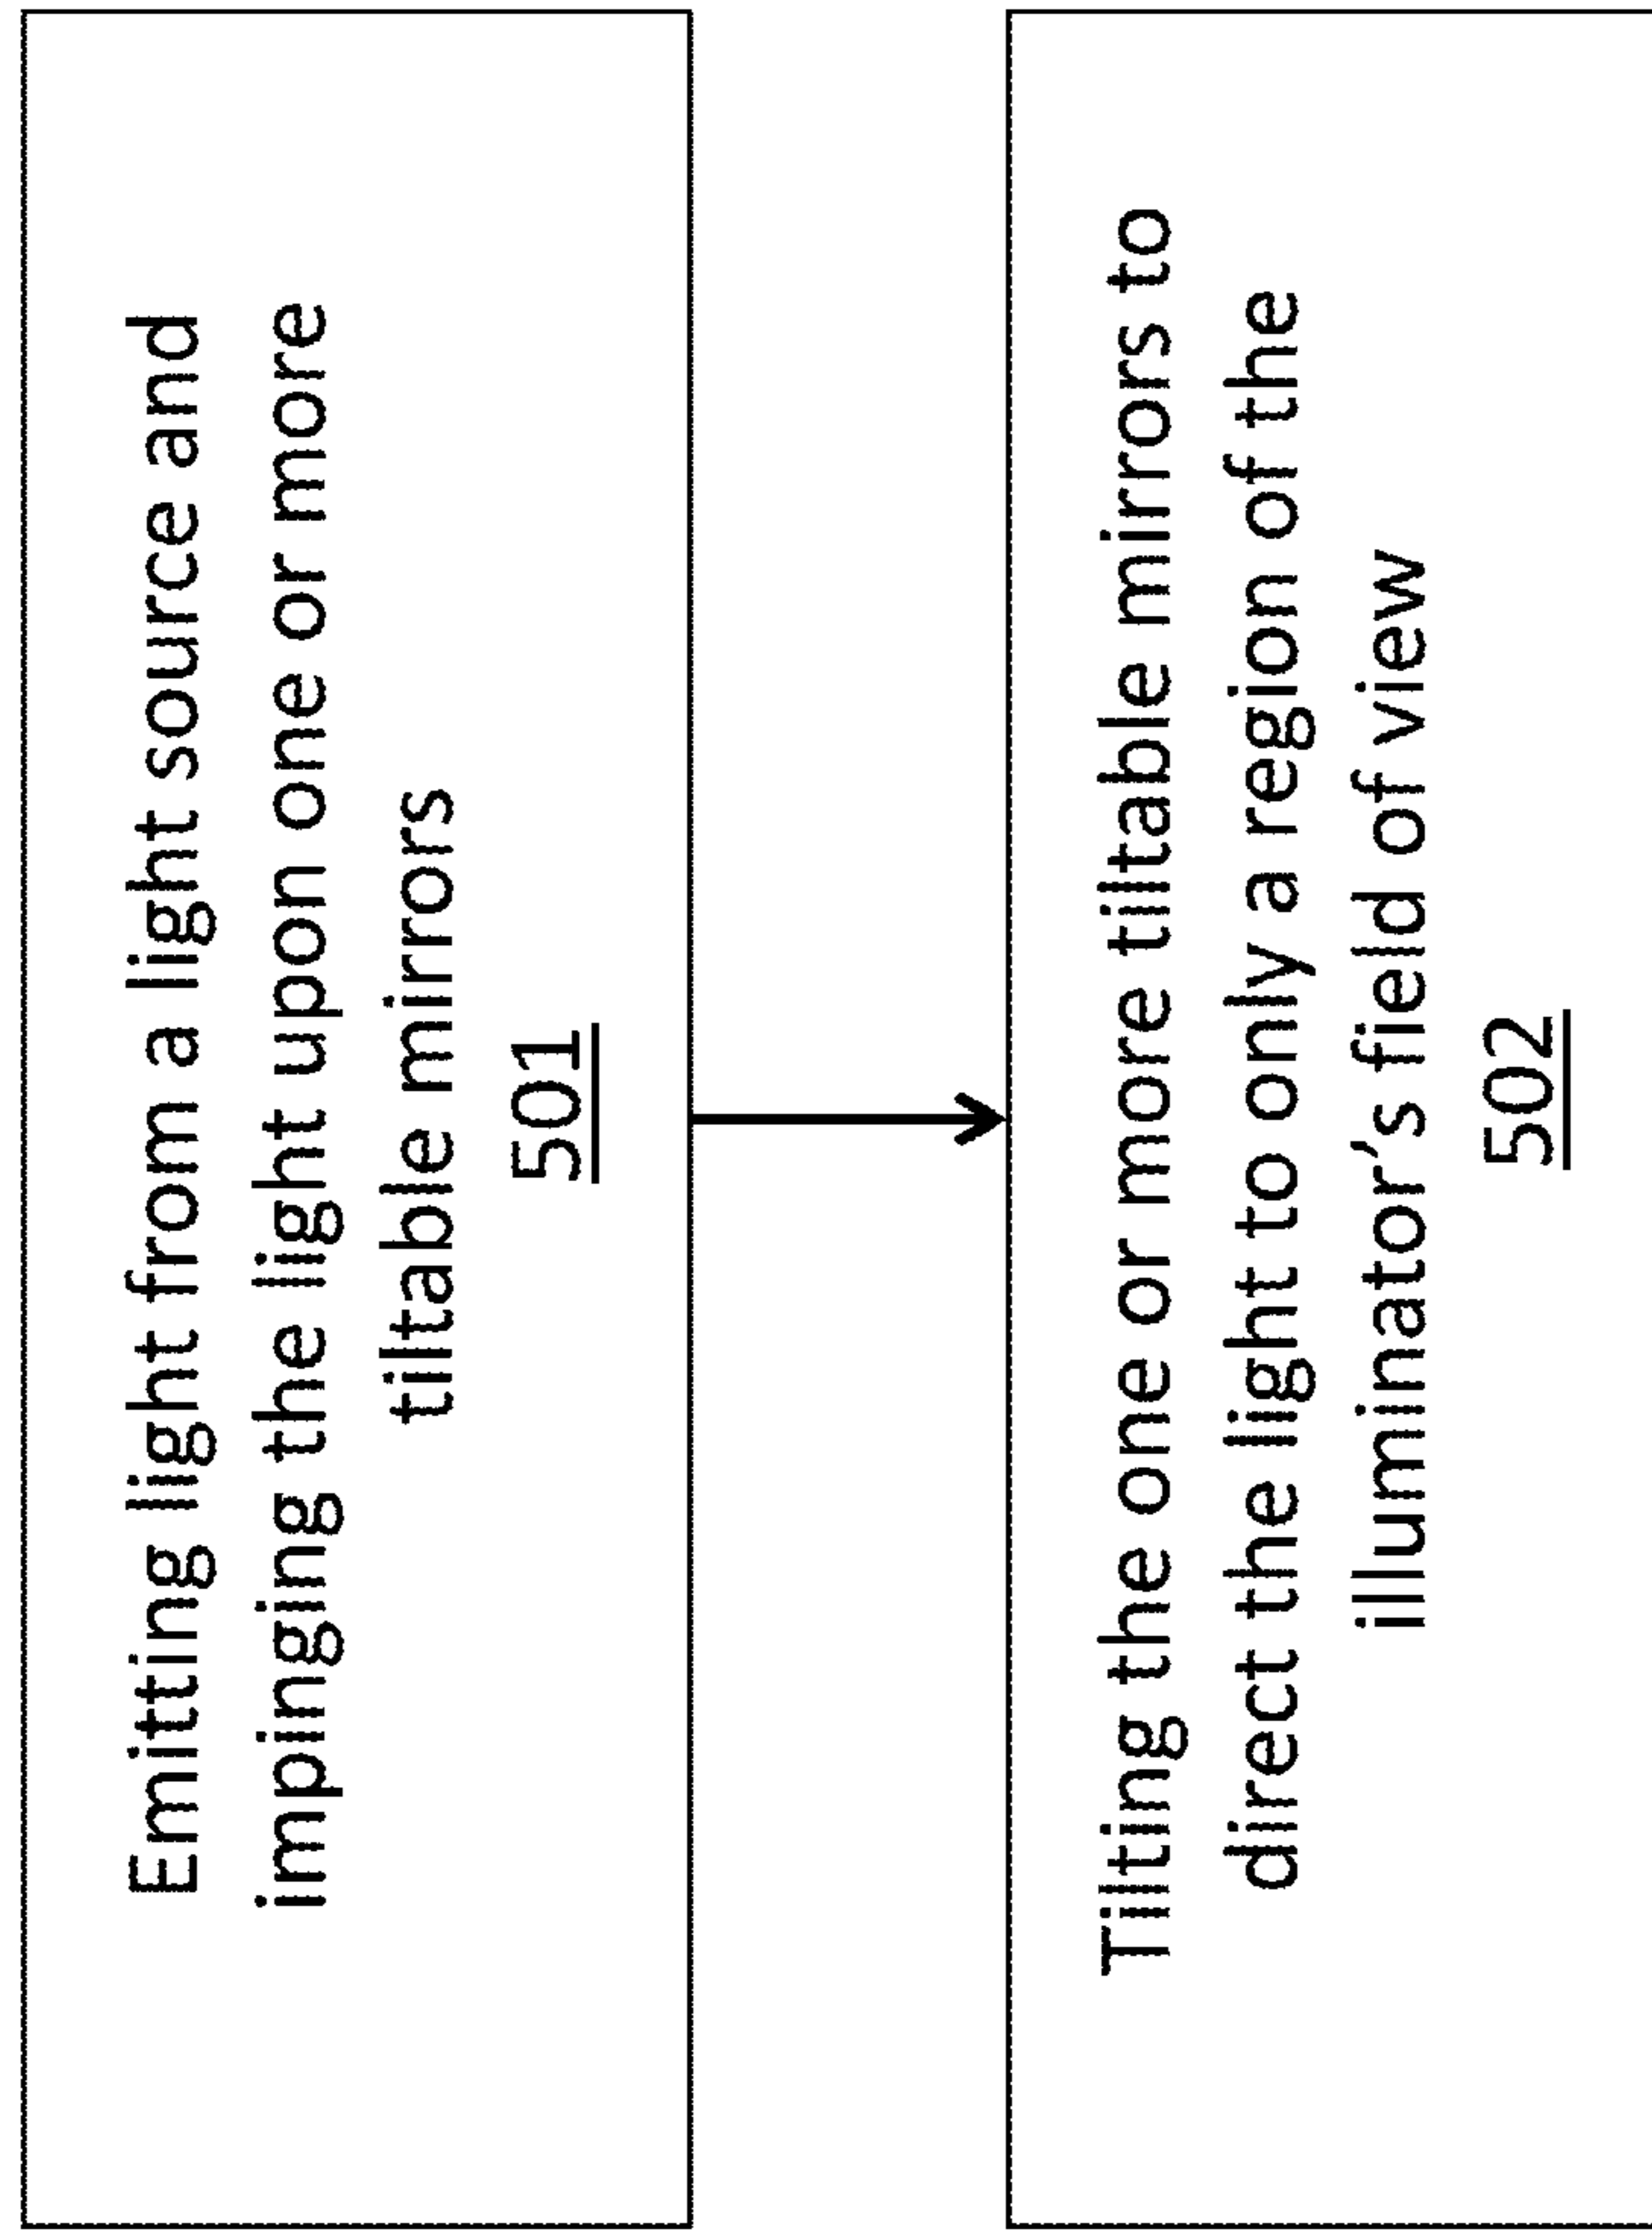 Emitting light from a light source and
impinging the light upon one or more
tiltable mirrors
501
Tilting the one or more tiltable mirrors to
direct the light to only a region of the
illuminator's field of view
502